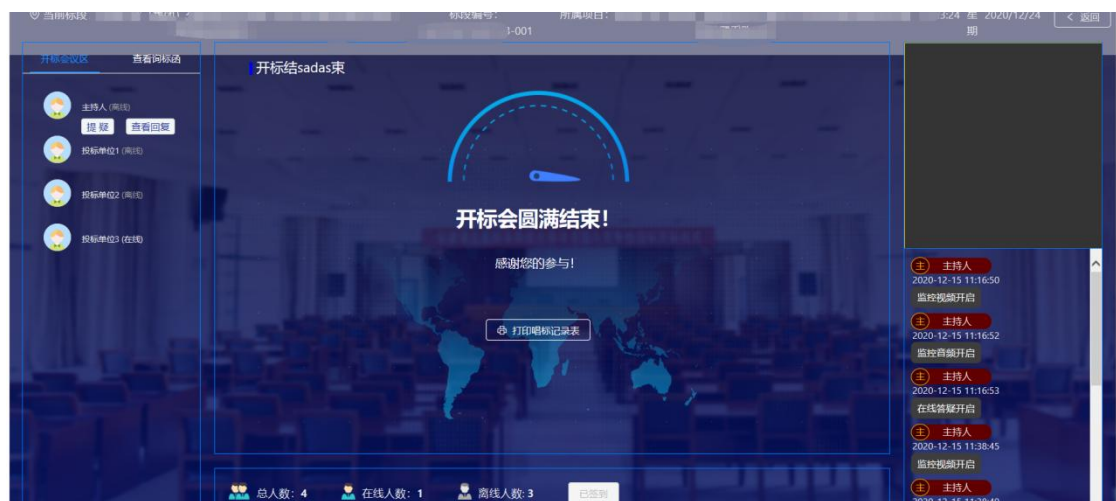 当前标段
标段编号：
所属项目：
3:24 星期
2020/12/24
< 返回
-001
开标会议区
查看询标函
主持人 (离线)
提疑
查看回复
投标单位1 (离线)
投标单位2 (离线)
投标单位3 (在线)
开标结sadas束
开标会圆满结束！
感谢您的参与！
打印唱标记录表
总人数：4
在线人数：1
离线人数：3
已签到
主 主持人
2020-12-15 11:16:50
监控视频开启
主 主持人
2020-12-15 11:16:52
监控音频开启
主 主持人
2020-12-15 11:16:53
在线答疑开启
主 主持人
2020-12-15 11:38:45
监控视频开启
主 主持人